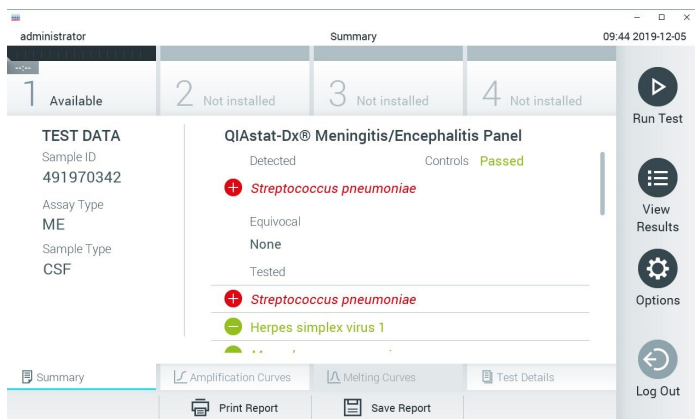 administrator
Summary
09:44 2019-12-05
--:--
1 Available
2 Not installed
3 Not installed
4 Not installed
Run Test
TEST DATA
Sample ID
491970342
Assay Type
ME
Sample Type
CSF
QIAstat-Dx® Meningitis/Encephalitis Panel
Detected
Controls Passed
Streptococcus pneumoniae
Equivocal
None
Tested
Streptococcus pneumoniae
Herpes simplex virus 1
View
Results
Options
Log Out
Summary
Amplification Curves
Melting Curves
Test Details
Print Report
Save Report